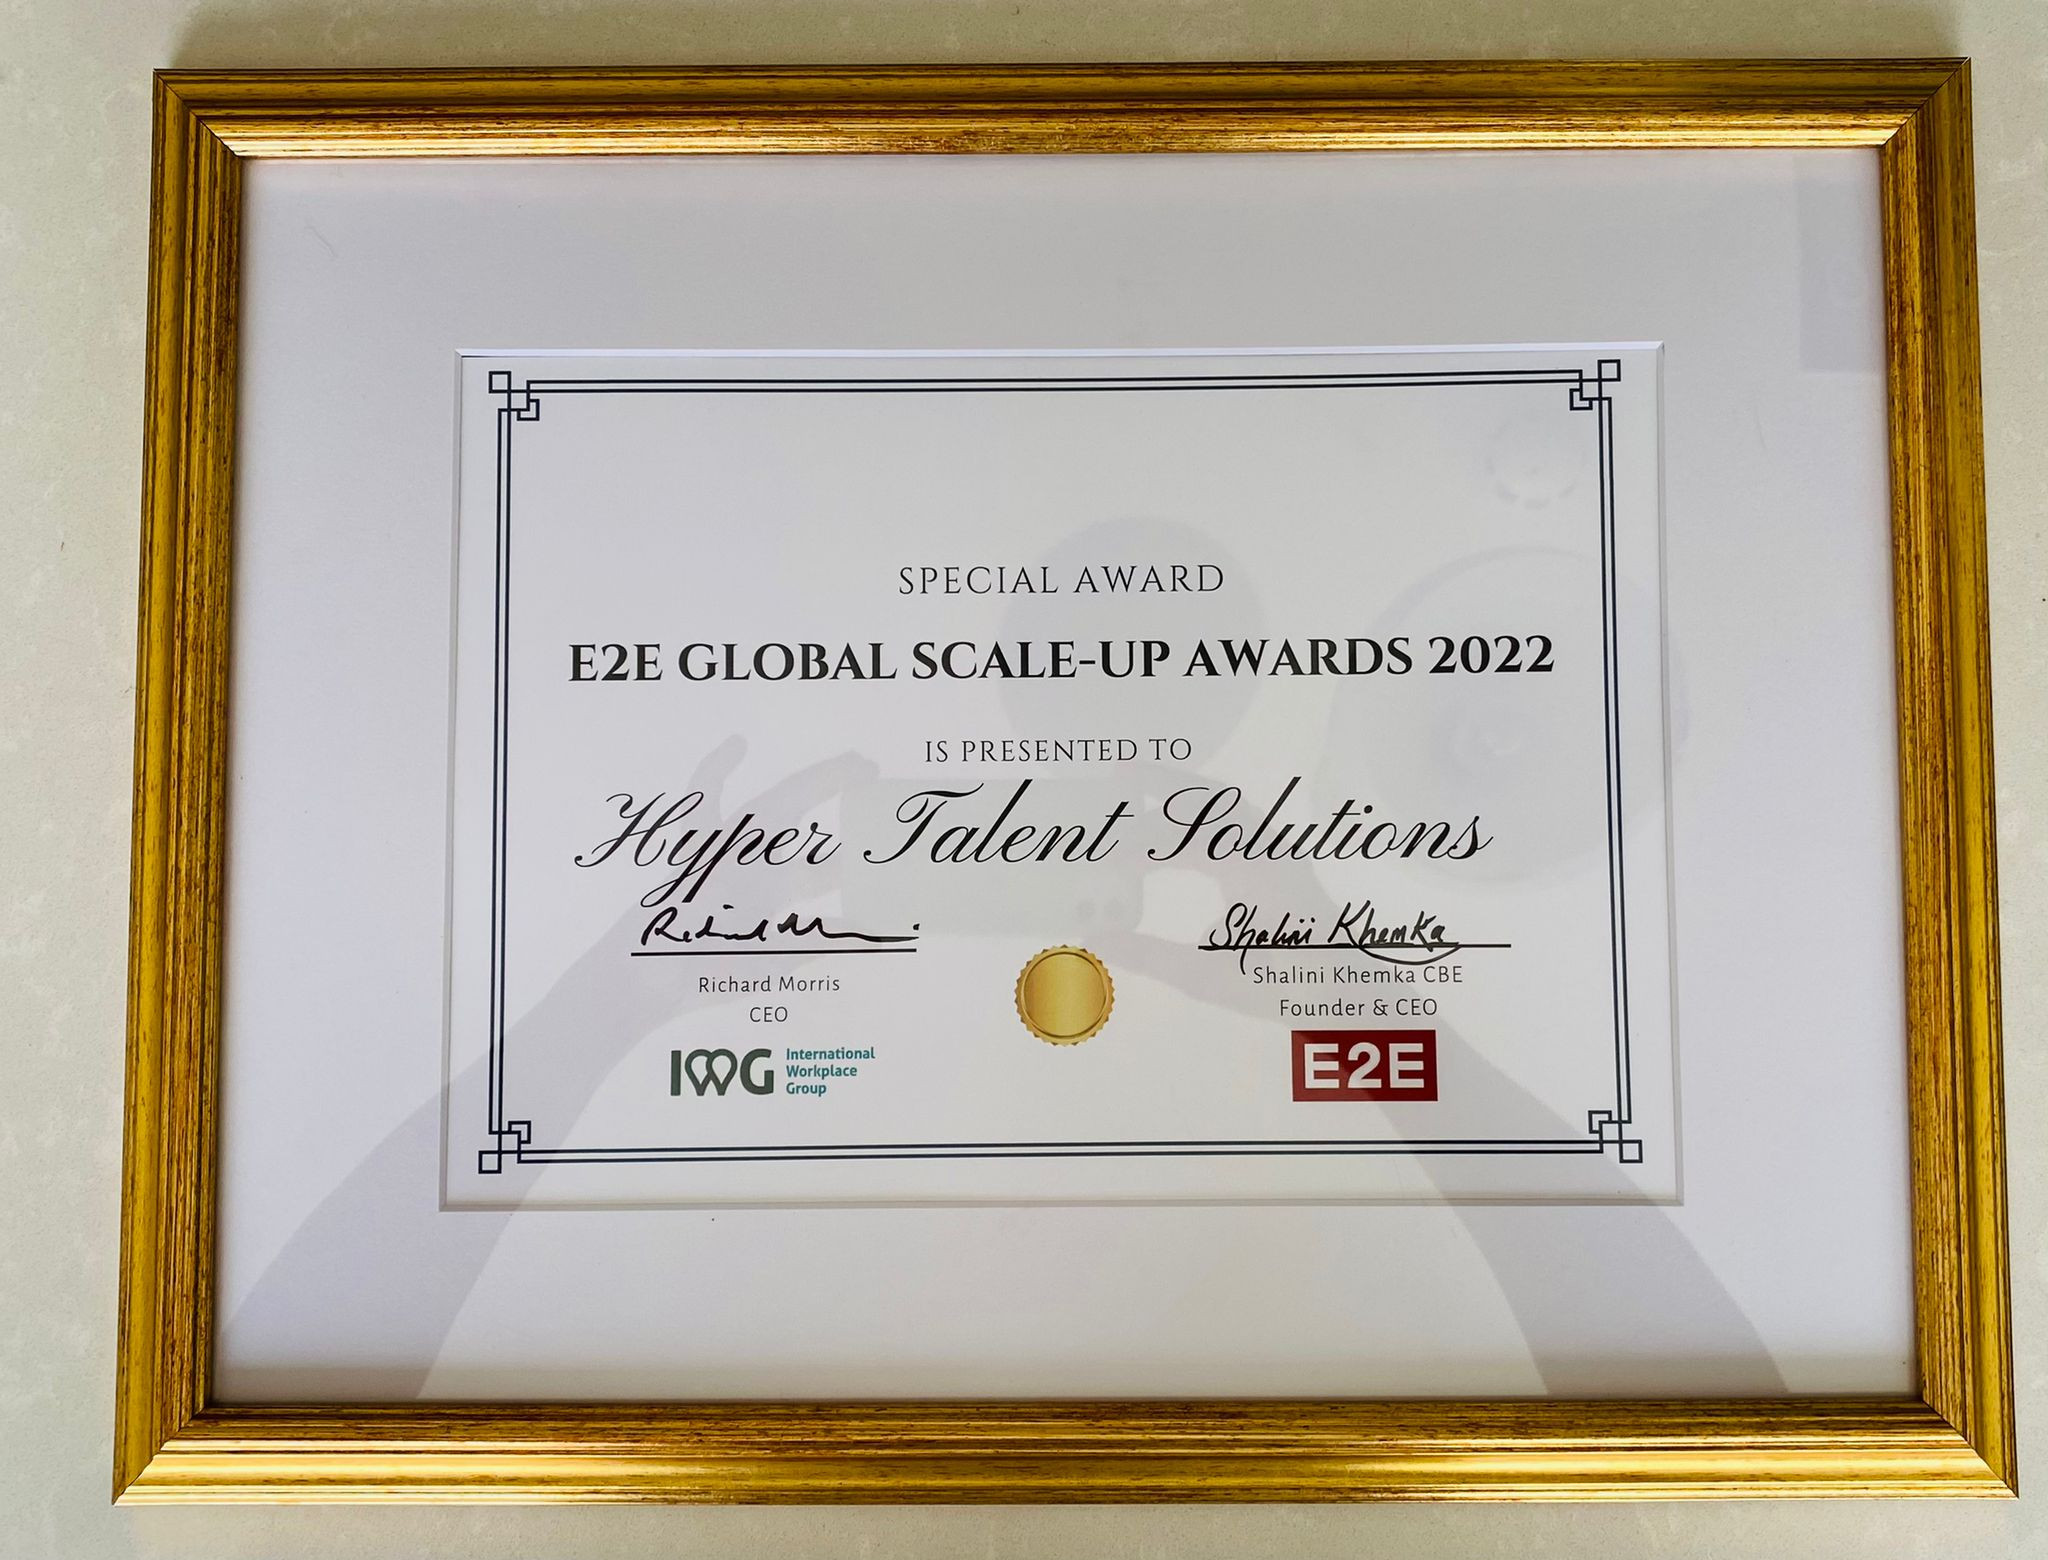 SPECIAL AWARD
E2E GLOBAL SCALE-UP AWARDS 2022
IS PRESENTED TO
Hyper Talent Solutions
Shalini Khemka
Richard Morris
CEO
IWG International
Workplace
Group
Shalini Khemka CBE
Founder & CEO
E2E